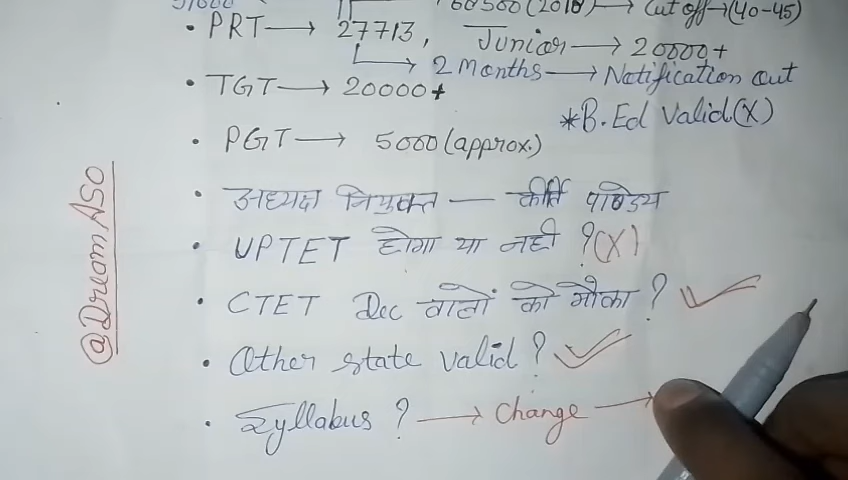 68500(2018) → Cut off → (40-45)
• PRT → 27713, Junior → 20000+
→ 2 Months → Notification out
• TGT → 20000+
*B.Ed Valid(X)
• PGT → 5000 (approx.)
• अध्यक्ष नियुक्त — कीर्ति पाण्डेय
• UPTET होगा या नही ? (X)
• CTET Dec वालों को मौका ? ✓
• Other state valid ? ✓
• Syllabus ? → Change →
@DreamASO